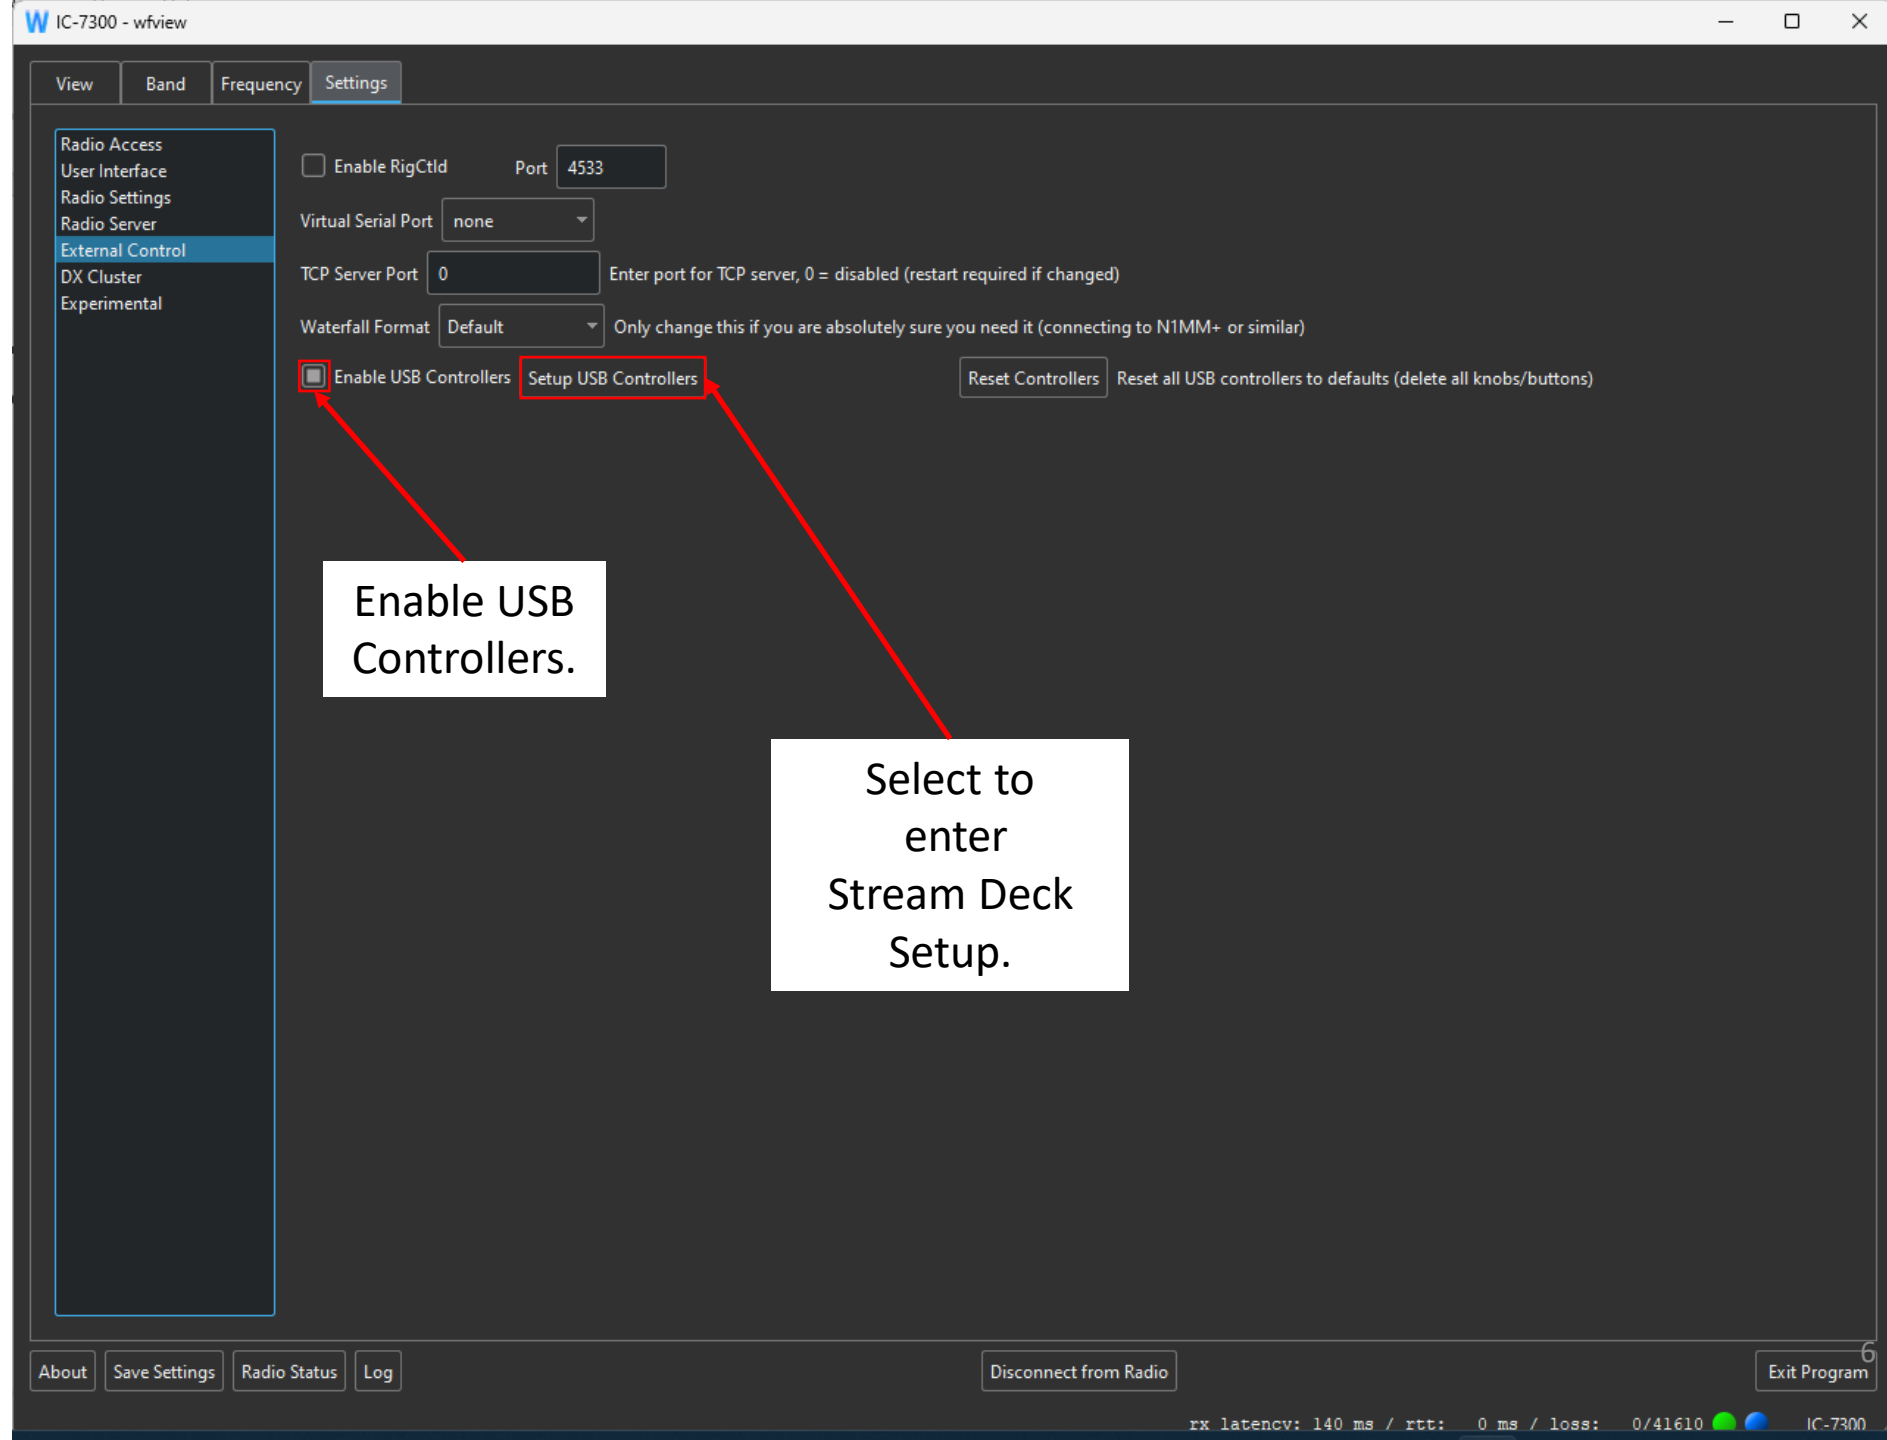 IC-7300 - wfview
View Band Frequency Settings
Radio Access
User Interface
Radio Settings
Radio Server
External Control
DX Cluster
Experimental
Enable RigCtld Port 4533
Virtual Serial Port none
TCP Server Port 0 Enter port for TCP server, 0 = disabled (restart required if changed)
Waterfall Format Default Only change this if you are absolutely sure you need it (connecting to N1MM+ or similar)
Enable USB Controllers Setup USB Controllers Reset Controllers Reset all USB controllers to defaults (delete all knobs/buttons)
Enable USB
Controllers.
Select to
enter
Stream Deck
Setup.
6
About Save Settings Radio Status Log Disconnect from Radio Exit Program
rx latency: 140 ms / rtt: 0 ms / loss: 0/41610 IC-7300